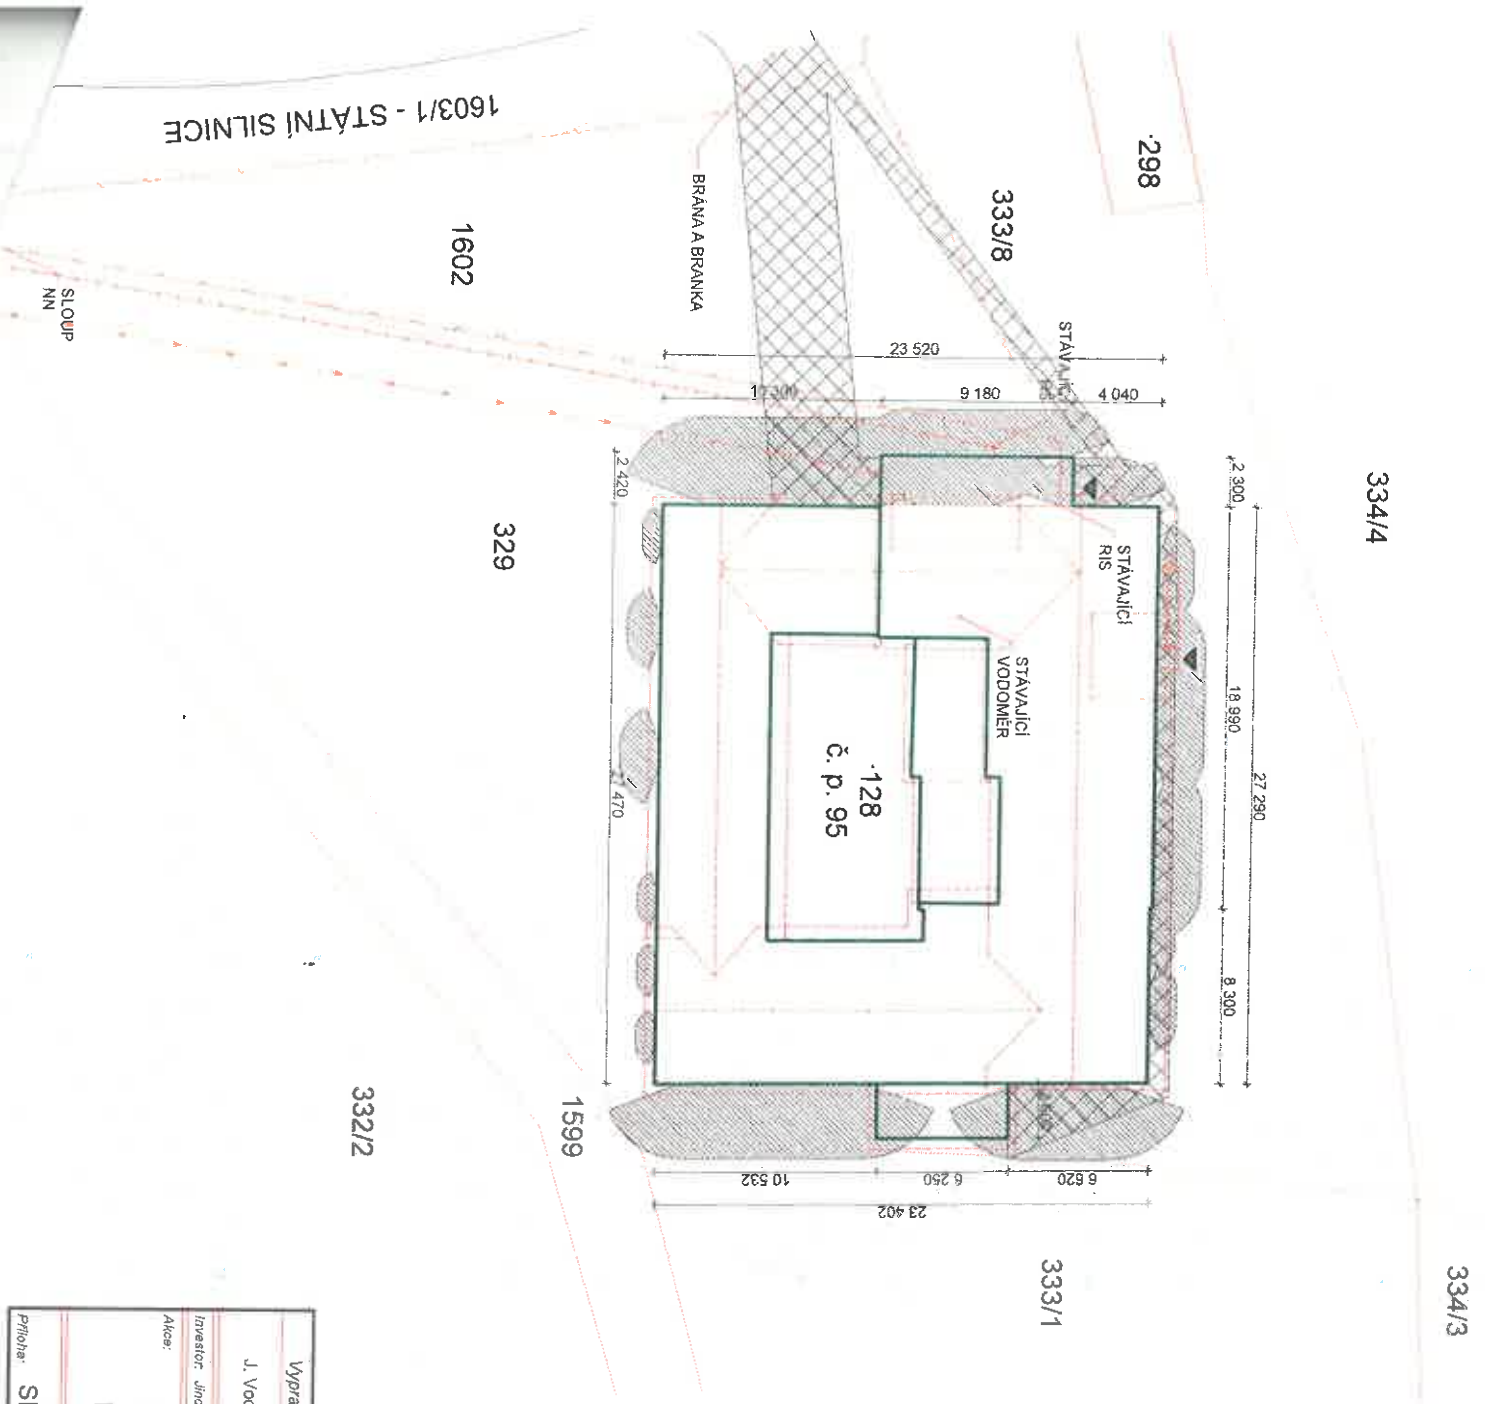 1603/1 - STÁTNÍ SILNICE
·298
333/8
BRÁNA A BRANKA
1602
SLOUP
NN
STÁVAJÍCÍ
23 520
9 180
4 040
334/4
2 300
2 420
329
STÁVAJÍCÍ
RIS
STÁVAJÍCÍ
VODOMĚR
18 990
27 290
470
·128
č. p. 95
8 300
332/2
1599
10 532
6 250
6 620
23 402
333/1
334/3
J. Voc
Investor:
Akce:
Příloha: